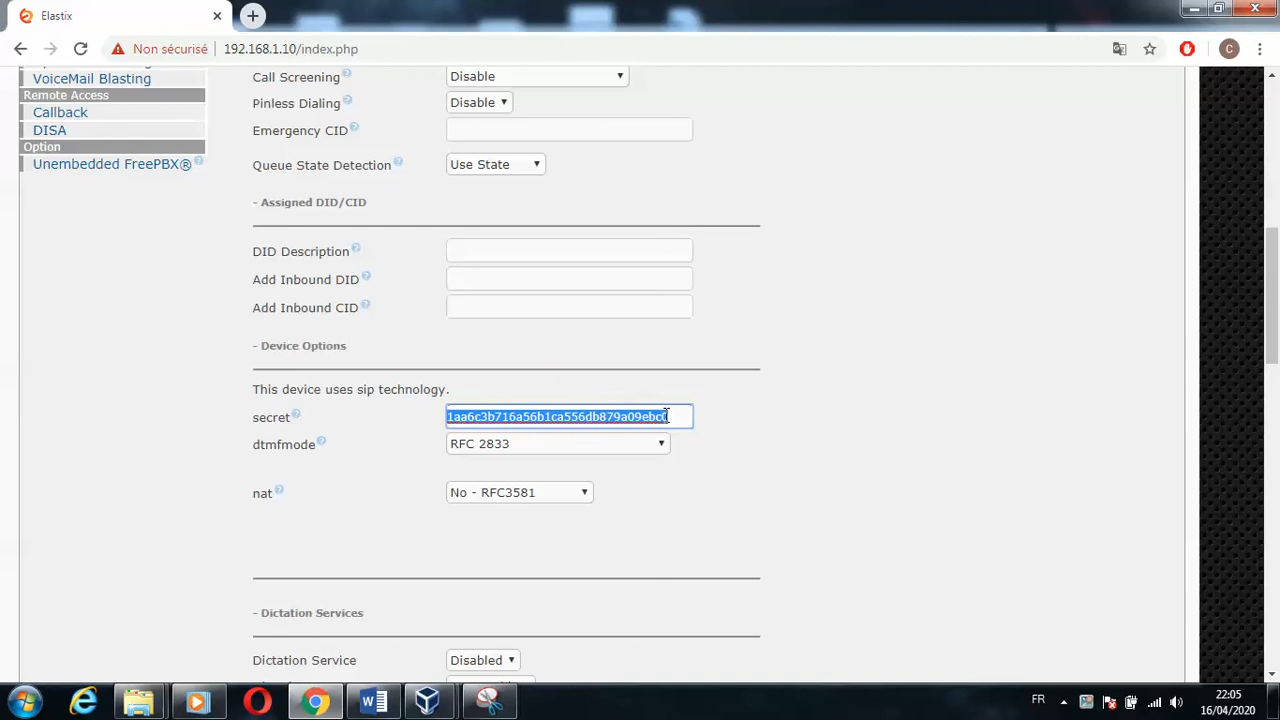 Elastix
Non sécurisé 192.168.1.10/index.php
C
VoiceMail Blasting
Remote Access
Callback
DISA
Option
Unembedded FreePBX®
Call Screening Disable
Pinless Dialing Disable
Emergency CID
Queue State Detection Use State
- Assigned DID/CID
DID Description
Add Inbound DID
Add Inbound CID
- Device Options
This device uses sip technology.
secret
dtmfmode RFC 2833
nat No - RFC3581
- Dictation Services
Dictation Service Disabled
FR
22:05
16/04/2020